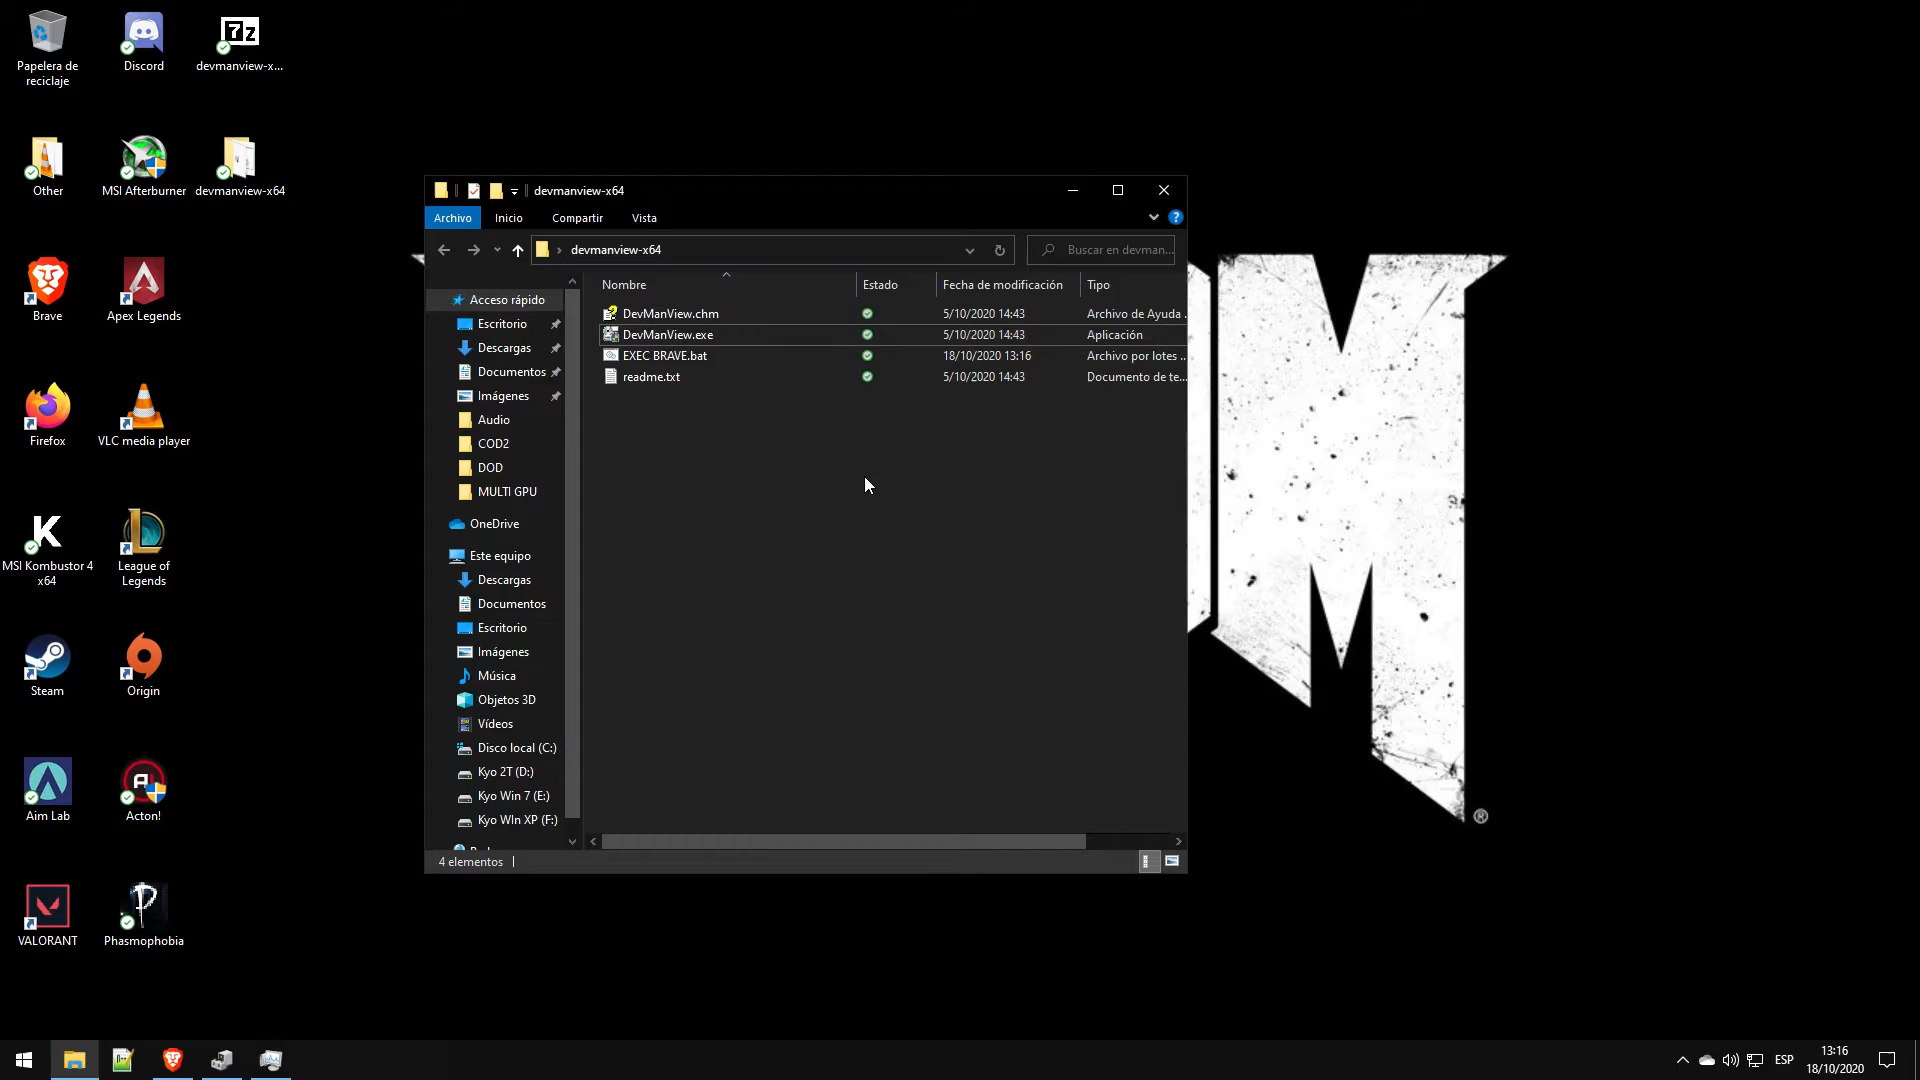 Papelera de
reciclaje
Discord
devmanview-x...
Other
MSI Afterburner
devmanview-x64
Brave
Apex Legends
Firefox
VLC media player
MSI Kombustor 4
x64
League of
Legends
Steam
Origin
Aim Lab
Acton!
VALORANT
Phasmophobia
devmanview-x64
Archivo
Inicio
Compartir
Vista
devmanview-x64
Buscar en devman...
Acceso rápido
Escritorio
Descargas
Documentos
Imágenes
Audio
COD2
DOD
MULTI GPU
OneDrive
Este equipo
Descargas
Documentos
Escritorio
Imágenes
Música
Objetos 3D
Vídeos
Disco local (C:)
Kyo 2T (D:)
Kyo Win 7 (E:)
Kyo WIn XP (F:)
Nombre Estado Fecha de modificación Tipo
DevManView.chm 5/10/2020 14:43 Archivo de Ayuda ..
DevManView.exe 5/10/2020 14:43 Aplicación
EXEC BRAVE.bat 18/10/2020 13:16 Archivo por lotes ..
readme.txt 5/10/2020 14:43 Documento de te...
4 elementos
M
®
ESP
13:16
18/10/2020